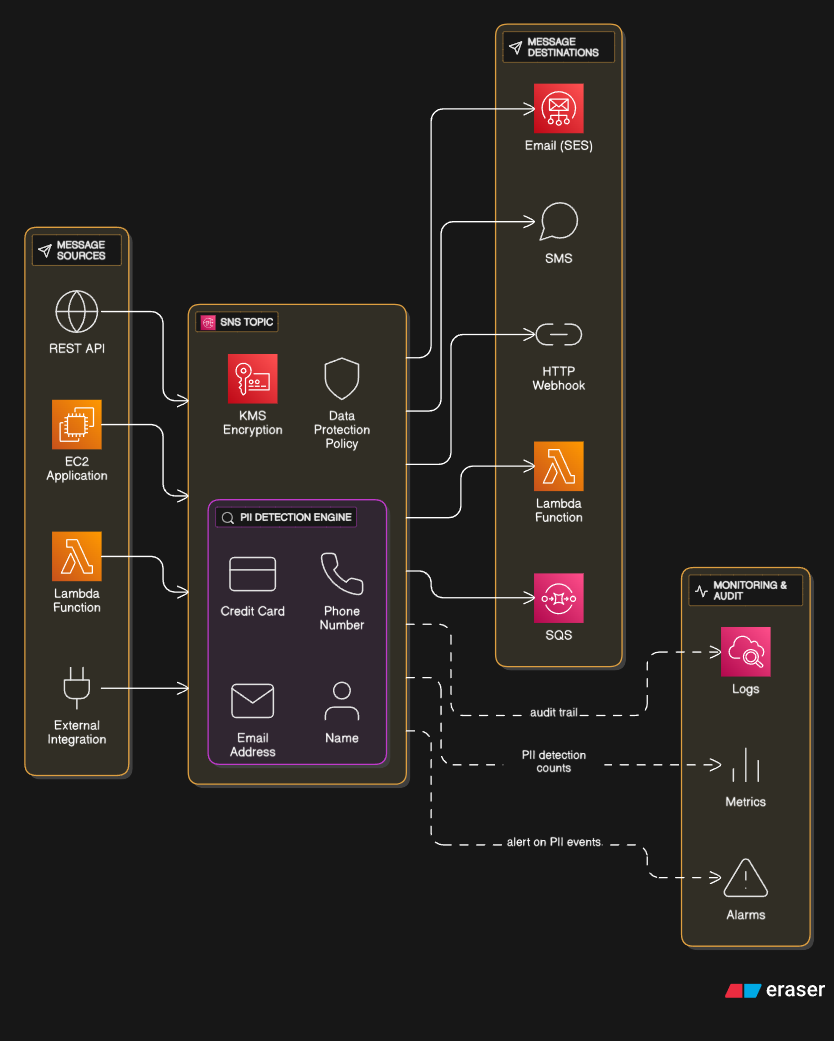 MESSAGE
SOURCES
REST API
EC2
Application
Lambda
Function
External
Integration
SNS TOPIC
KMS
Encryption
Data
Protection
Policy
PII DETECTION ENGINE
Credit Card
Phone
Number
Email
Address
Name
MESSAGE
DESTINATIONS
Email (SES)
SMS
HTTP
Webhook
Lambda
Function
SQS
audit trail
PII detection
counts
alert on PII events
MONITORING &
AUDIT
Logs
Metrics
Alarms
eraser